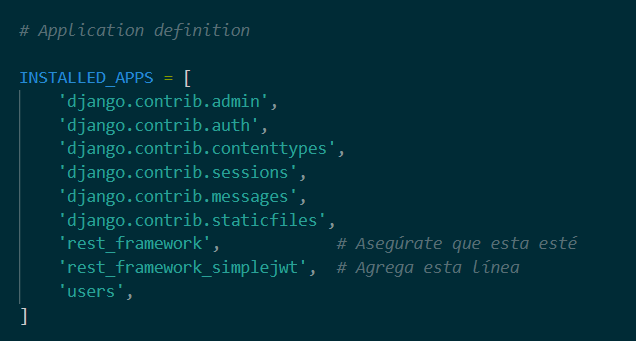 # Application definition
INSTALLED_APPS = [
    'django.contrib.admin',
    'django.contrib.auth',
    'django.contrib.contenttypes',
    'django.contrib.sessions',
    'django.contrib.messages',
    'django.contrib.staticfiles',
    'rest_framework',            # Asegúrate que esta esté
    'rest_framework_simplejwt',  # Agrega esta línea
    'users',
]